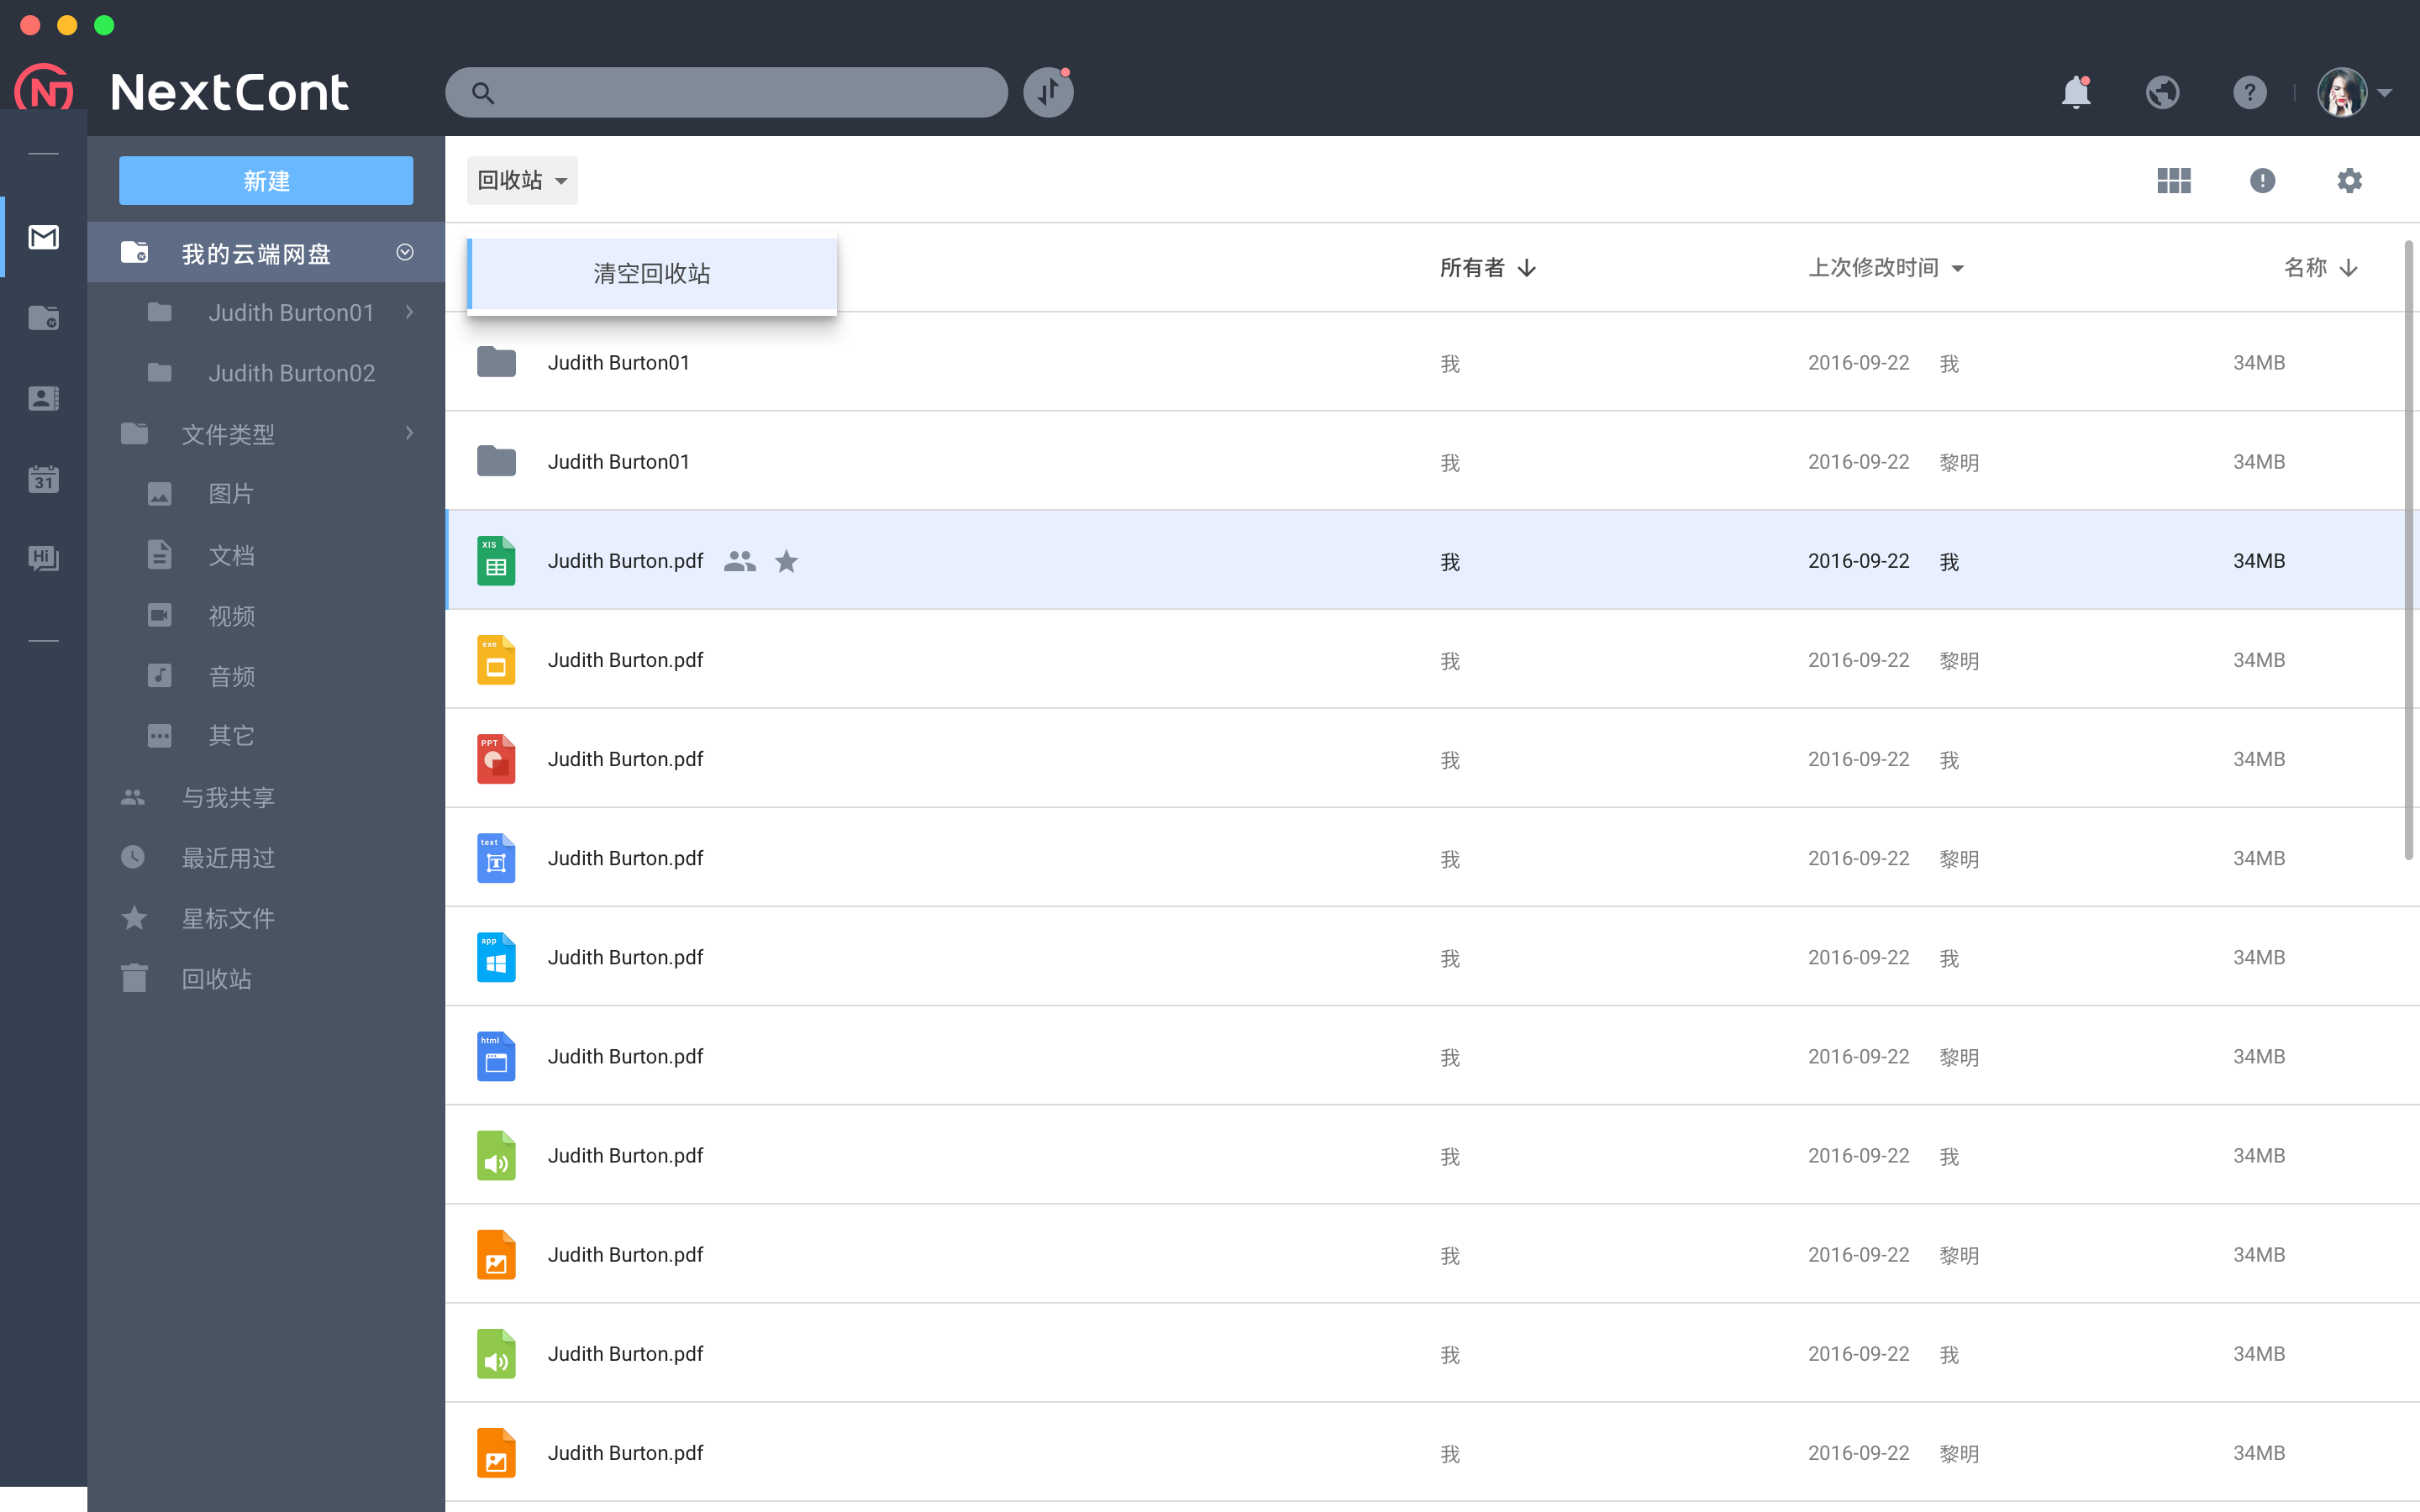 NextCont
新建
我的云端网盘
Judith Burton01
Judith Burton02
文件类型
图片
文档
视频
音频
其它
与我共享
最近用过
星标文件
回收站
31
Hi
回收站
清空回收站
所有者
上次修改时间
名称
Judith Burton01 我 2016-09-22 我 34MB
Judith Burton01 我 2016-09-22 黎明 34MB
XIS
Judith Burton.pdf 我 2016-09-22 我 34MB
exe
Judith Burton.pdf 我 2016-09-22 黎明 34MB
PPT
Judith Burton.pdf 我 2016-09-22 我 34MB
text
Judith Burton.pdf 我 2016-09-22 黎明 34MB
app
Judith Burton.pdf 我 2016-09-22 我 34MB
html
Judith Burton.pdf 我 2016-09-22 黎明 34MB
Judith Burton.pdf 我 2016-09-22 我 34MB
Judith Burton.pdf 我 2016-09-22 黎明 34MB
Judith Burton.pdf 我 2016-09-22 我 34MB
Judith Burton.pdf 我 2016-09-22 黎明 34MB